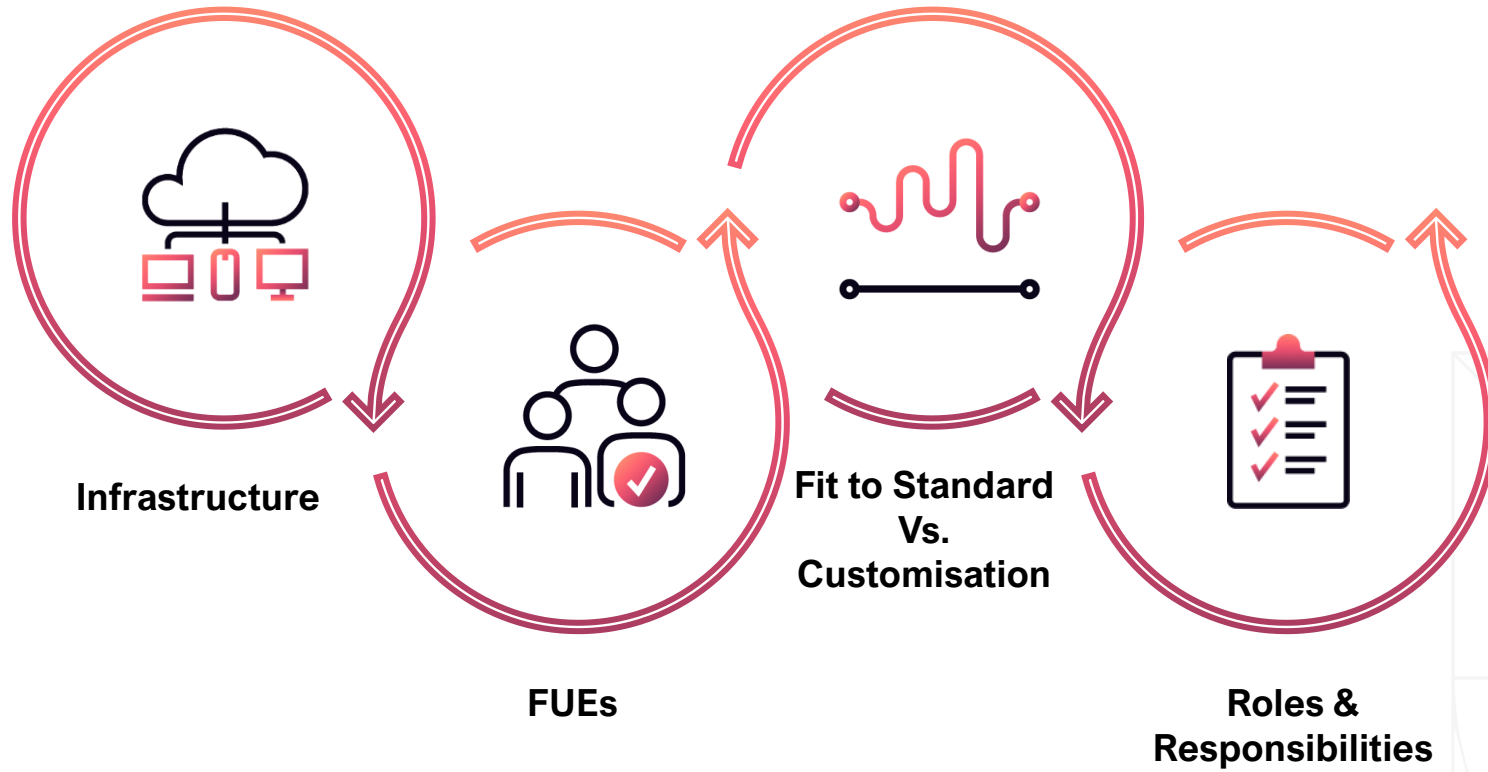 Infrastructure
FUEs
Fit to Standard
Vs.
Customisation
Roles &
Responsibilities